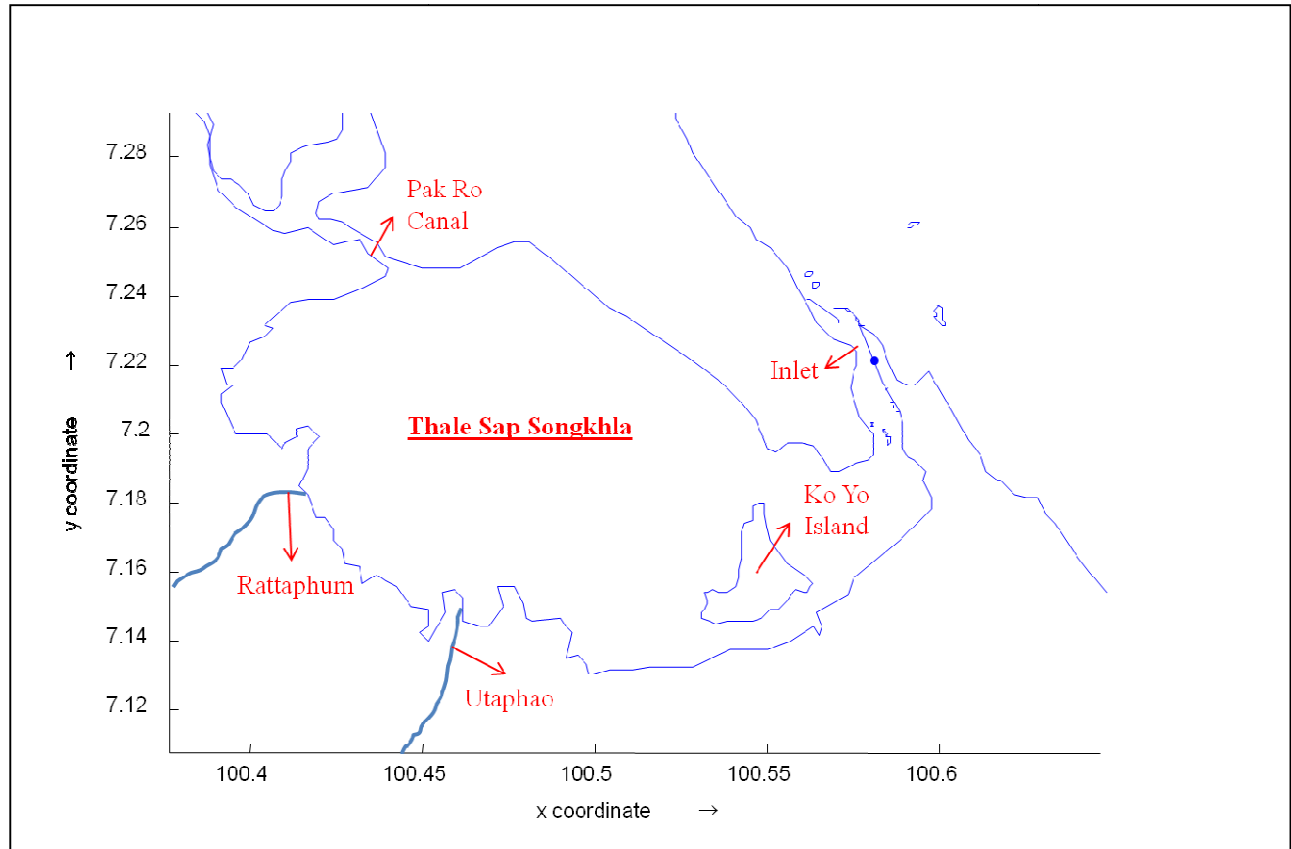 7.28
7.26
7.24
7.22
7.2
7.18
7.16
7.14
7.12
y coordinate →
Pak Ro
Canal
Inlet
Thale Sap Songkhla
Ko Yo
Island
Rattaphum
Utaphao
100.4
100.45
100.5
100.55
100.6
x coordinate →